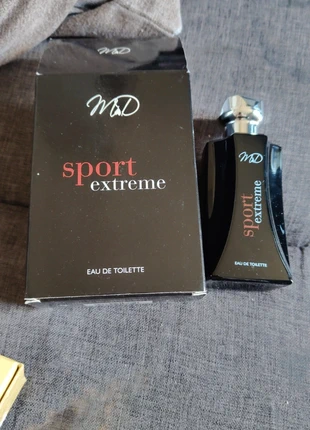 M&D
sport
extreme
EAU DE TOILETTE
M&D
sport
extreme
EAU DE TOILETTE